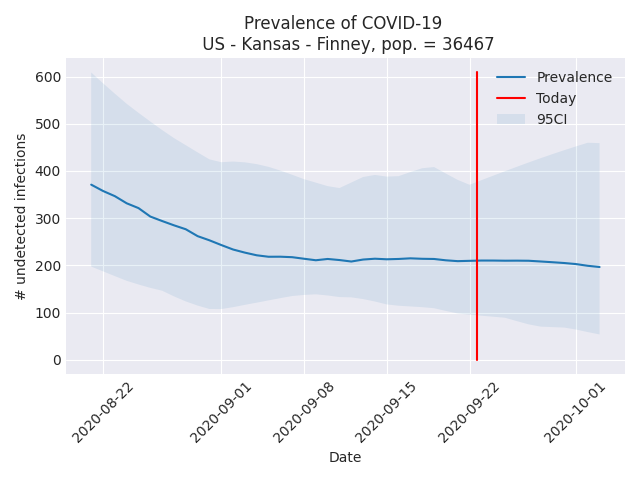 Prevalence of COVID-19
US - Kansas - Finney, pop. = 36467
Prevalence
Today
95CI
# undetected infections
600
500
400
300
200
100
0
2020-08-22
2020-09-01
2020-09-08
2020-09-15
2020-09-22
2020-10-01
Date